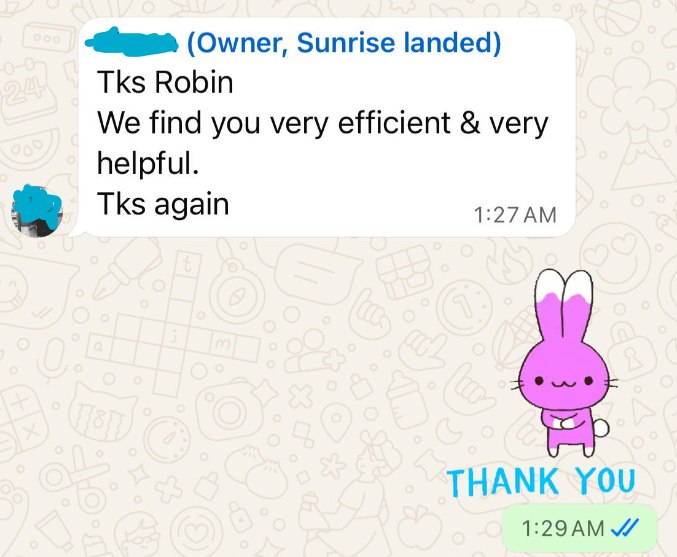 (Owner, Sunrise landed)
Tks Robin
We find you very efficient & very
helpful.
Tks again
1:27 AM
THANK YOU
1:29 AM